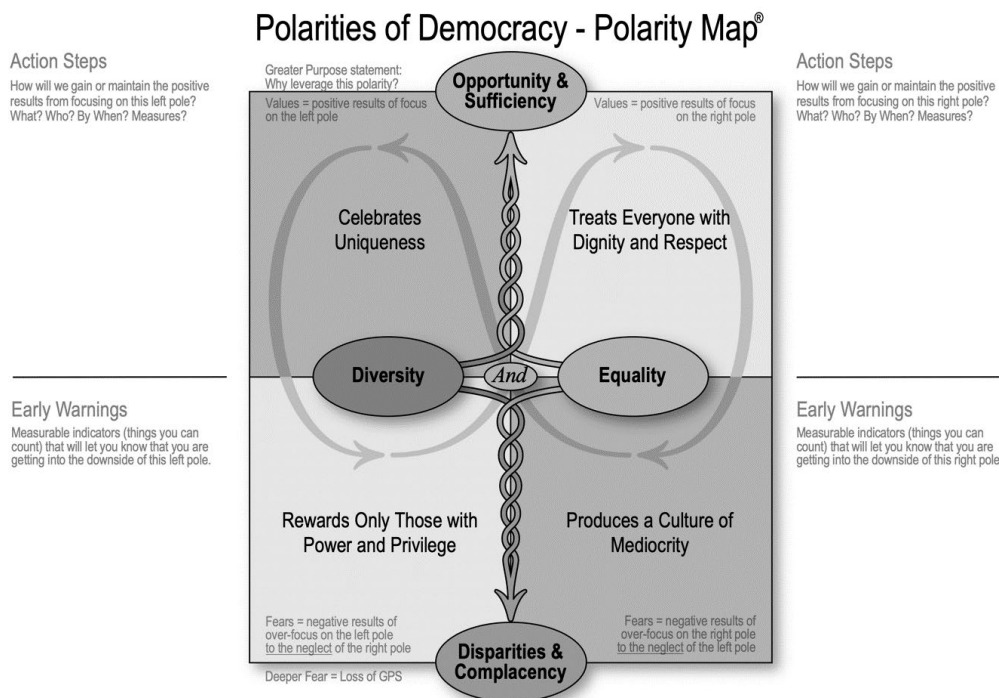 Polarities of Democracy - Polarity Map®
Action Steps
How will we gain or maintain the positive
results from focusing on this left pole?
What? Who? By When? Measures?
Greater Purpose statement:
Why leverage this polarity?
Values = positive results of focus
on the left pole
Opportunity &
Sufficiency
Values = positive results of focus
on the right pole
Action Steps
How will we gain or maintain the positive
results from focusing on this right pole?
What? Who? By When? Measures?
Celebrates
Uniqueness
Treats Everyone with
Dignity and Respect
Diversity
And
Equality
Early Warnings
Measurable indicators (things you can
count) that will let you know that you are
getting into the downside of this left pole.
Early Warnings
Measurable indicators (things you can
count) that will let you know that you are
getting into the downside of this right pole
Rewards Only Those with
Power and Privilege
Produces a Culture of
Mediocrity
Fears = negative results of
over-focus on the left pole
to the neglect of the right pole
Fears = negative results of
over-focus on the right pole
to the neglect of the left pole
Disparities &
Complacency
Deeper Fear = Loss of GPS